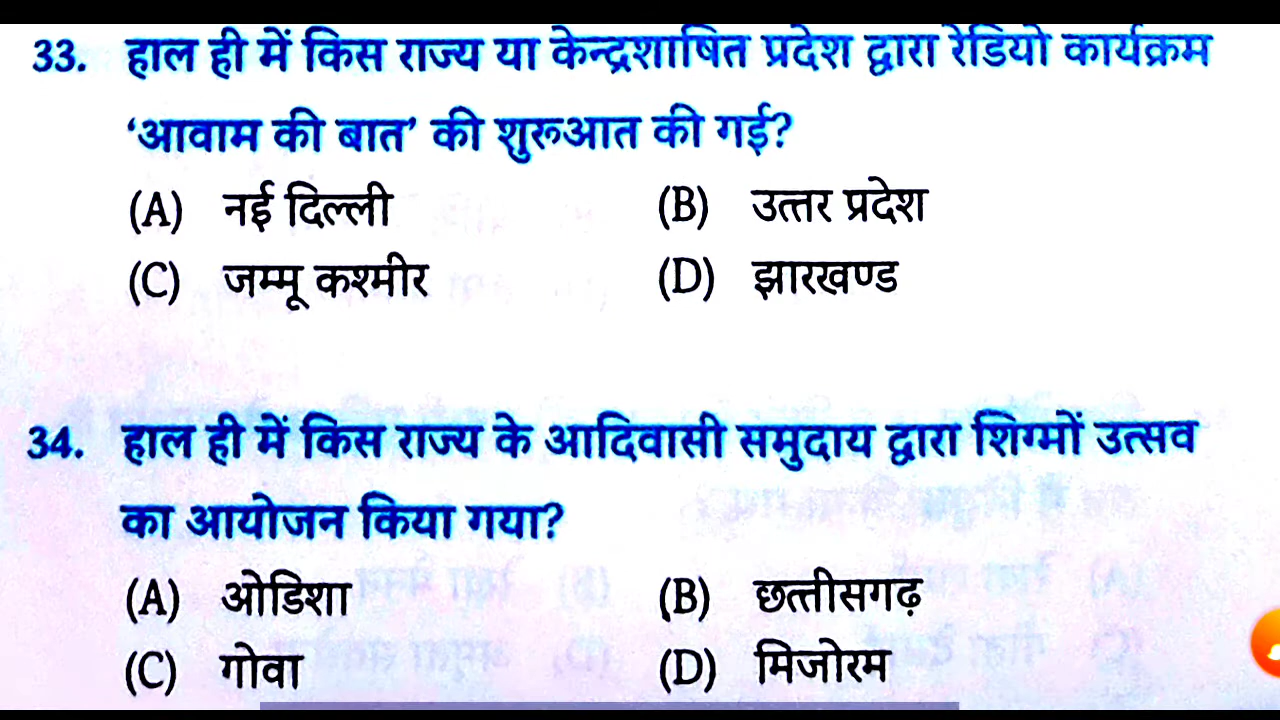 33. हाल ही में किस राज्य या केन्द्रशाषित प्रदेश द्वारा रेडियो कार्यक्रम
‘आवाम की बात’ की शुरूआत की गई?
(A) नई दिल्ली (B) उत्तर प्रदेश
(C) जम्मू कश्मीर (D) झारखण्ड
34. हाल ही में किस राज्य के आदिवासी समुदाय द्वारा शिग्मों उत्सव
का आयोजन किया गया?
(A) ओडिशा (B) छत्तीसगढ़
(C) गोवा (D) मिजोरम